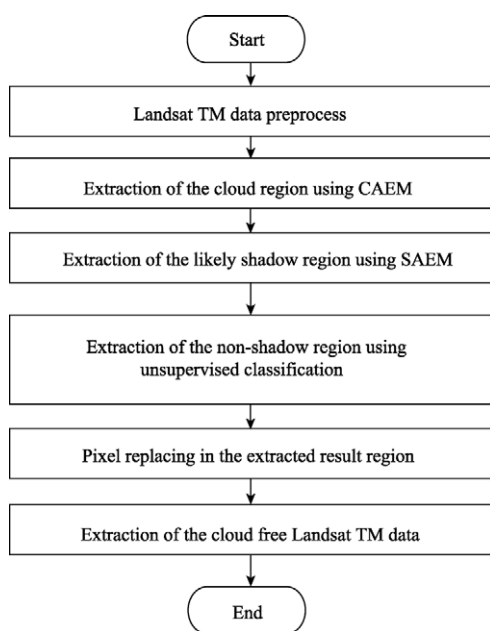 Start
Landsat TM data preprocess
Extraction of the cloud region using CAEM
Extraction of the likely shadow region using SAEM
Extraction of the non-shadow region using
unsupervised classification
Pixel replacing in the extracted result region
Extraction of the cloud free Landsat TM data
End